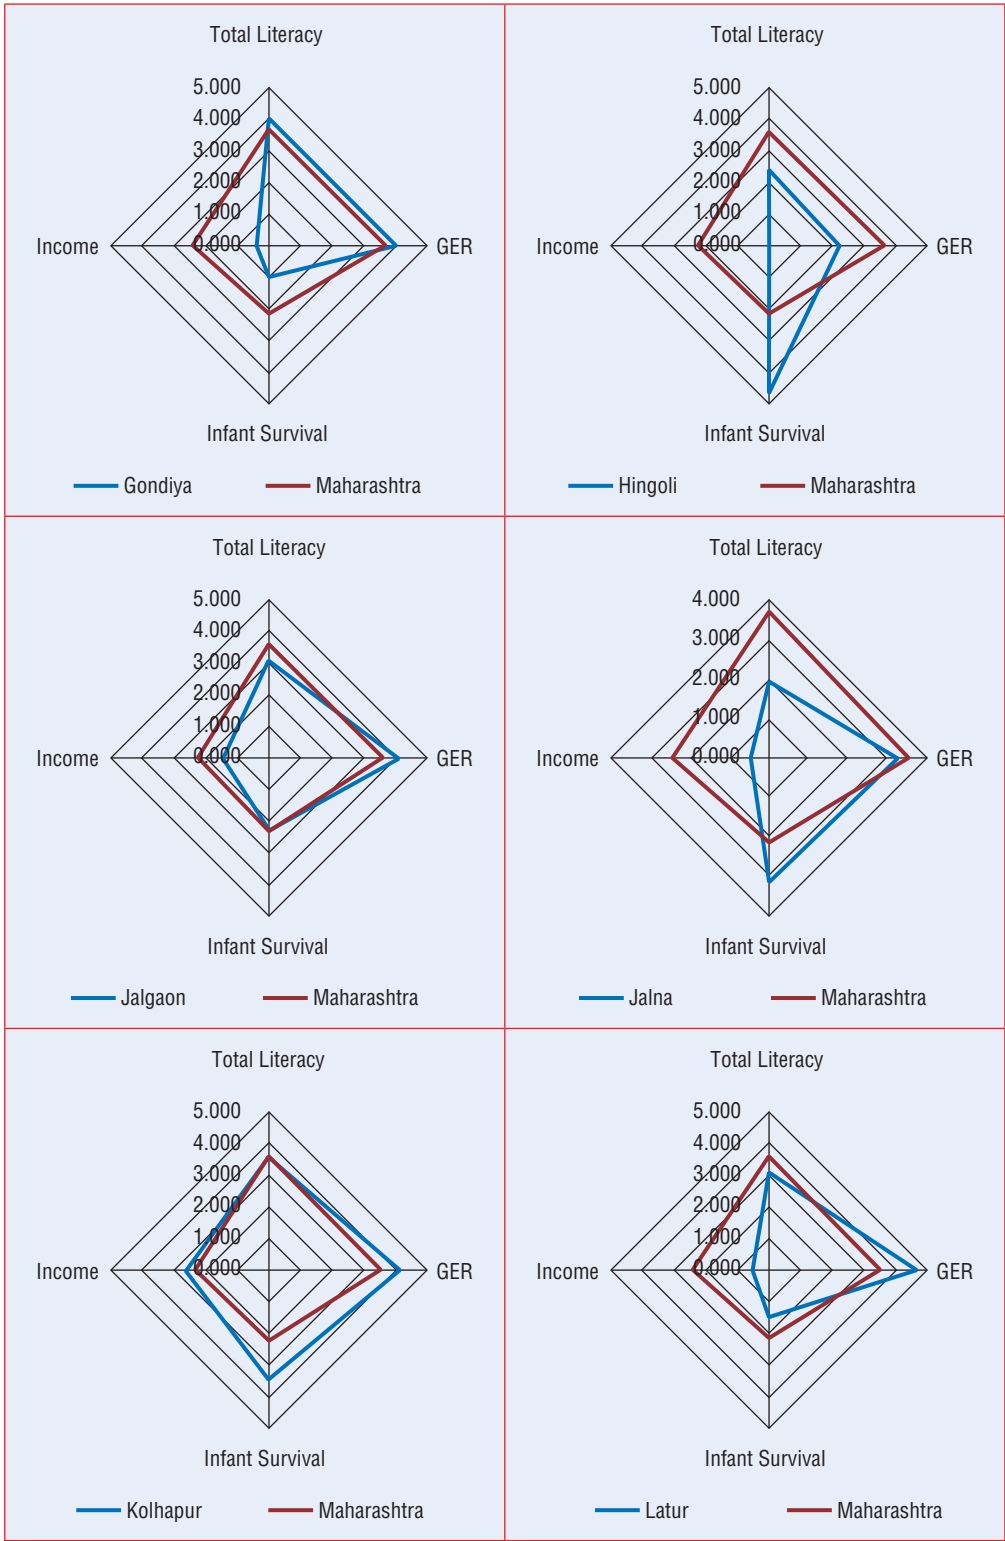 Total Literacy
5.000
4.000
3.000
2.000
1.000
0.000
Income
GER
Infant Survival
Gondiya
Maharashtra
Total Literacy
5.000
4.000
3.000
2.000
1.000
0.000
Income
GER
Infant Survival
Hingoli
Maharashtra
Total Literacy
5.000
4.000
3.000
2.000
1.000
0.000
Income
GER
Infant Survival
Jalgaon
Maharashtra
Total Literacy
4.000
3.000
2.000
1.000
0.000
Income
GER
Infant Survival
Jalna
Maharashtra
Total Literacy
5.000
4.000
3.000
2.000
1.000
0.000
Income
GER
Infant Survival
Kolhapur
Maharashtra
Total Literacy
5.000
4.000
3.000
2.000
1.000
0.000
Income
GER
Infant Survival
Latur
Maharashtra